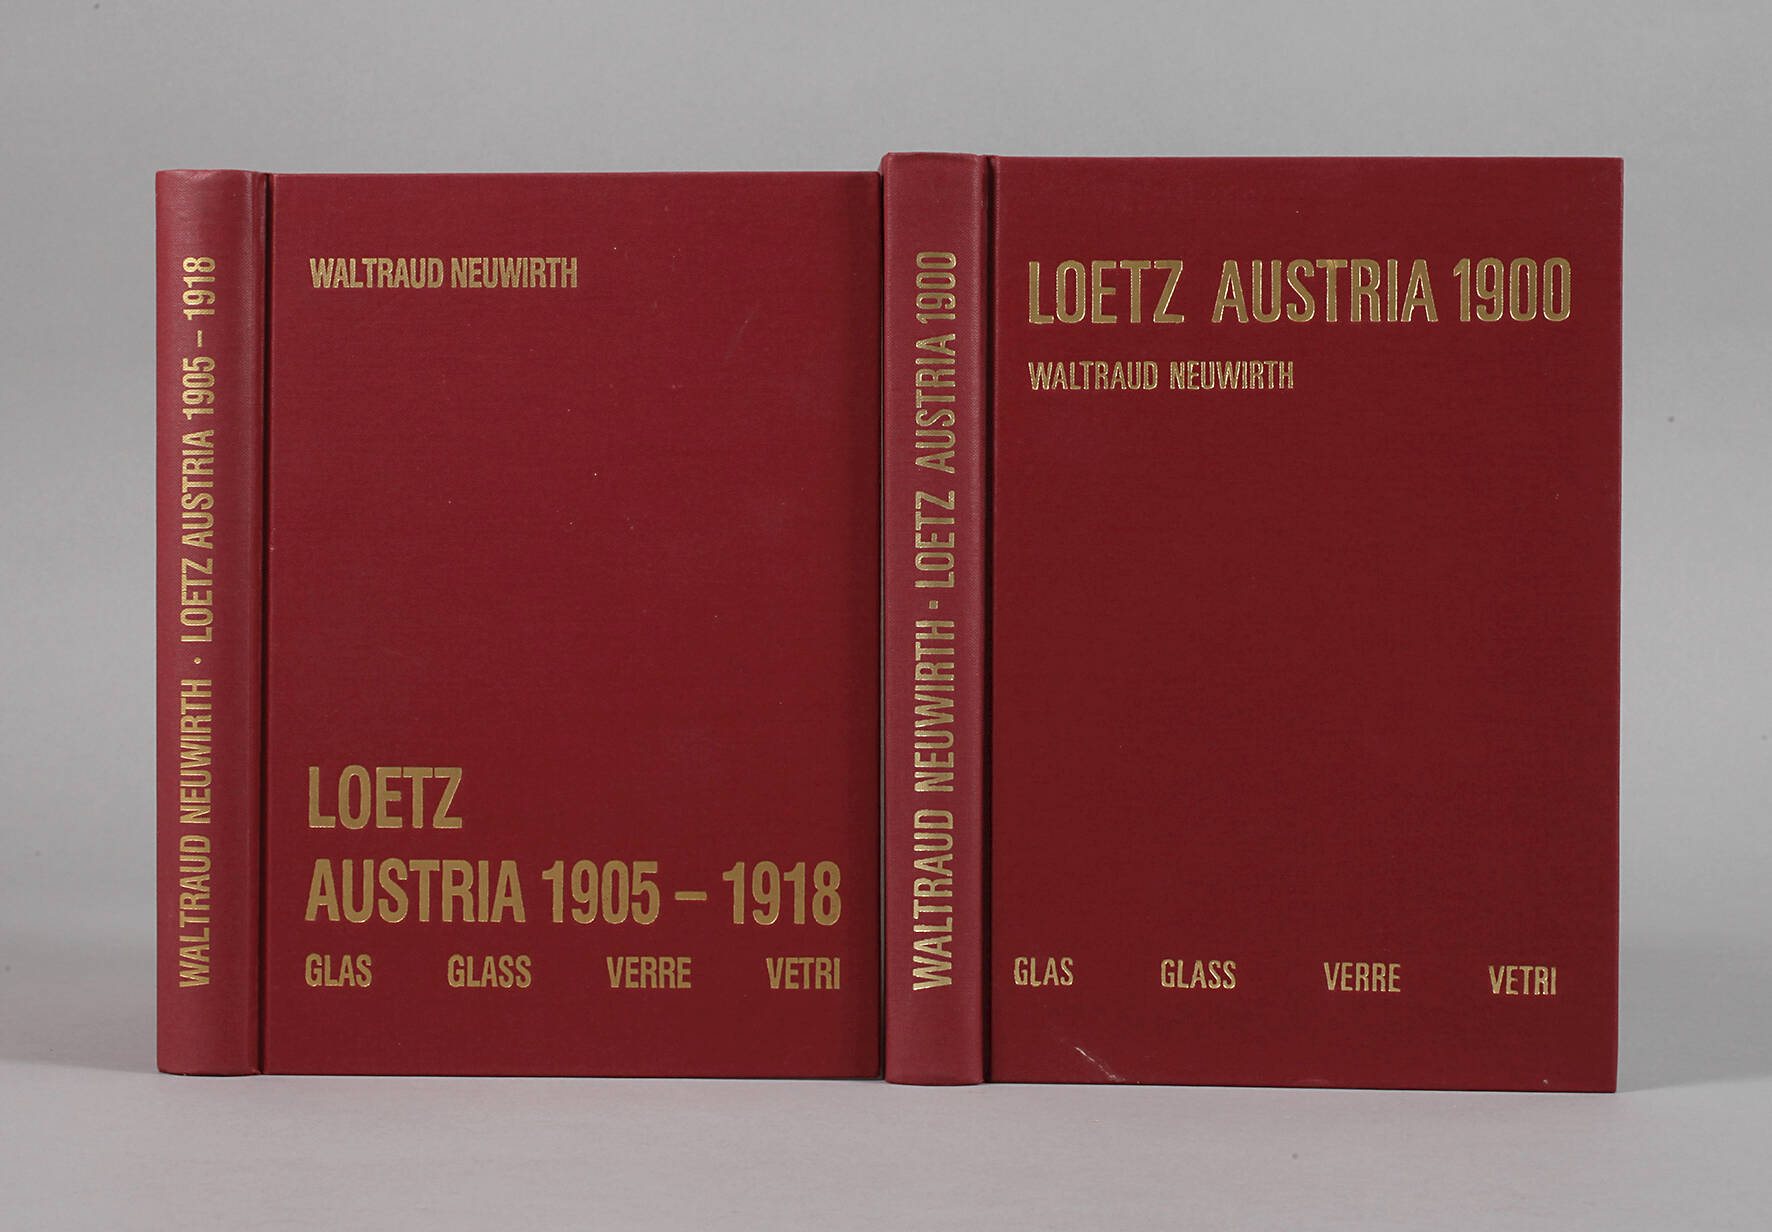 WALTRAUD NEUWIRTH · LOETZ AUSTRIA 1905 – 1918
WALTRAUD NEUWIRTH
LOETZ
AUSTRIA 1905 – 1918
GLAS GLASS VERRE VETRI
WALTRAUD NEUWIRTH · LOETZ AUSTRIA 1900
LOETZ AUSTRIA 1900
WALTRAUD NEUWIRTH
GLAS GLASS VERRE VETRI